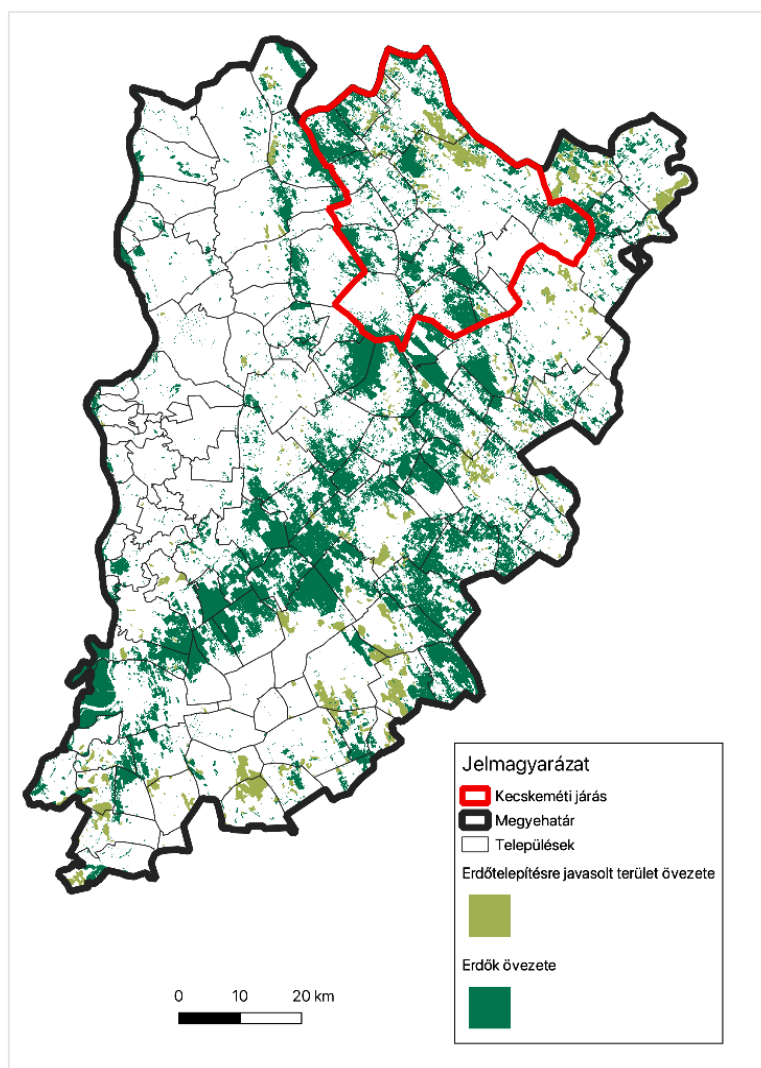 Jelmagyarázat
Kecskeméti járás
Megyehatár
Települések
Erdőtelepítésre javasolt terület övezete
Erdők övezete
0 10 20 km